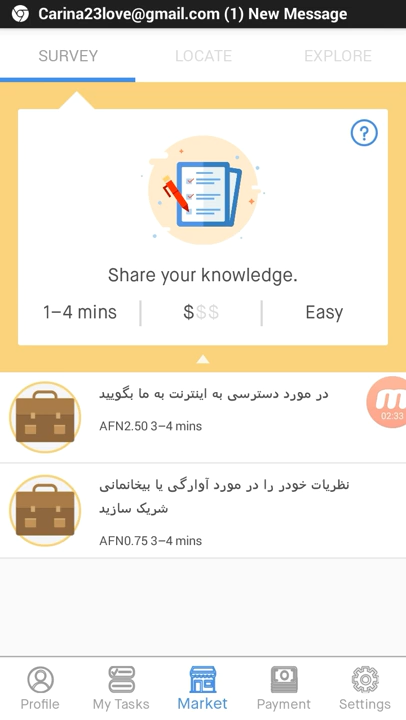 Carina23love@gmail.com (1) New Message
SURVEY
LOCATE
EXPLORE
?
Share your knowledge.
1–4 mins
$$$
Easy
در مورد دسترسی به اینترنت به ما بگویید
AFN2.50 3–4 mins
02:33
نظریات خودر را در مورد آوارگی یا بیخانمانی
شریک سازید
AFN0.75 3–4 mins
Profile
My Tasks
Market
Payment
Settings